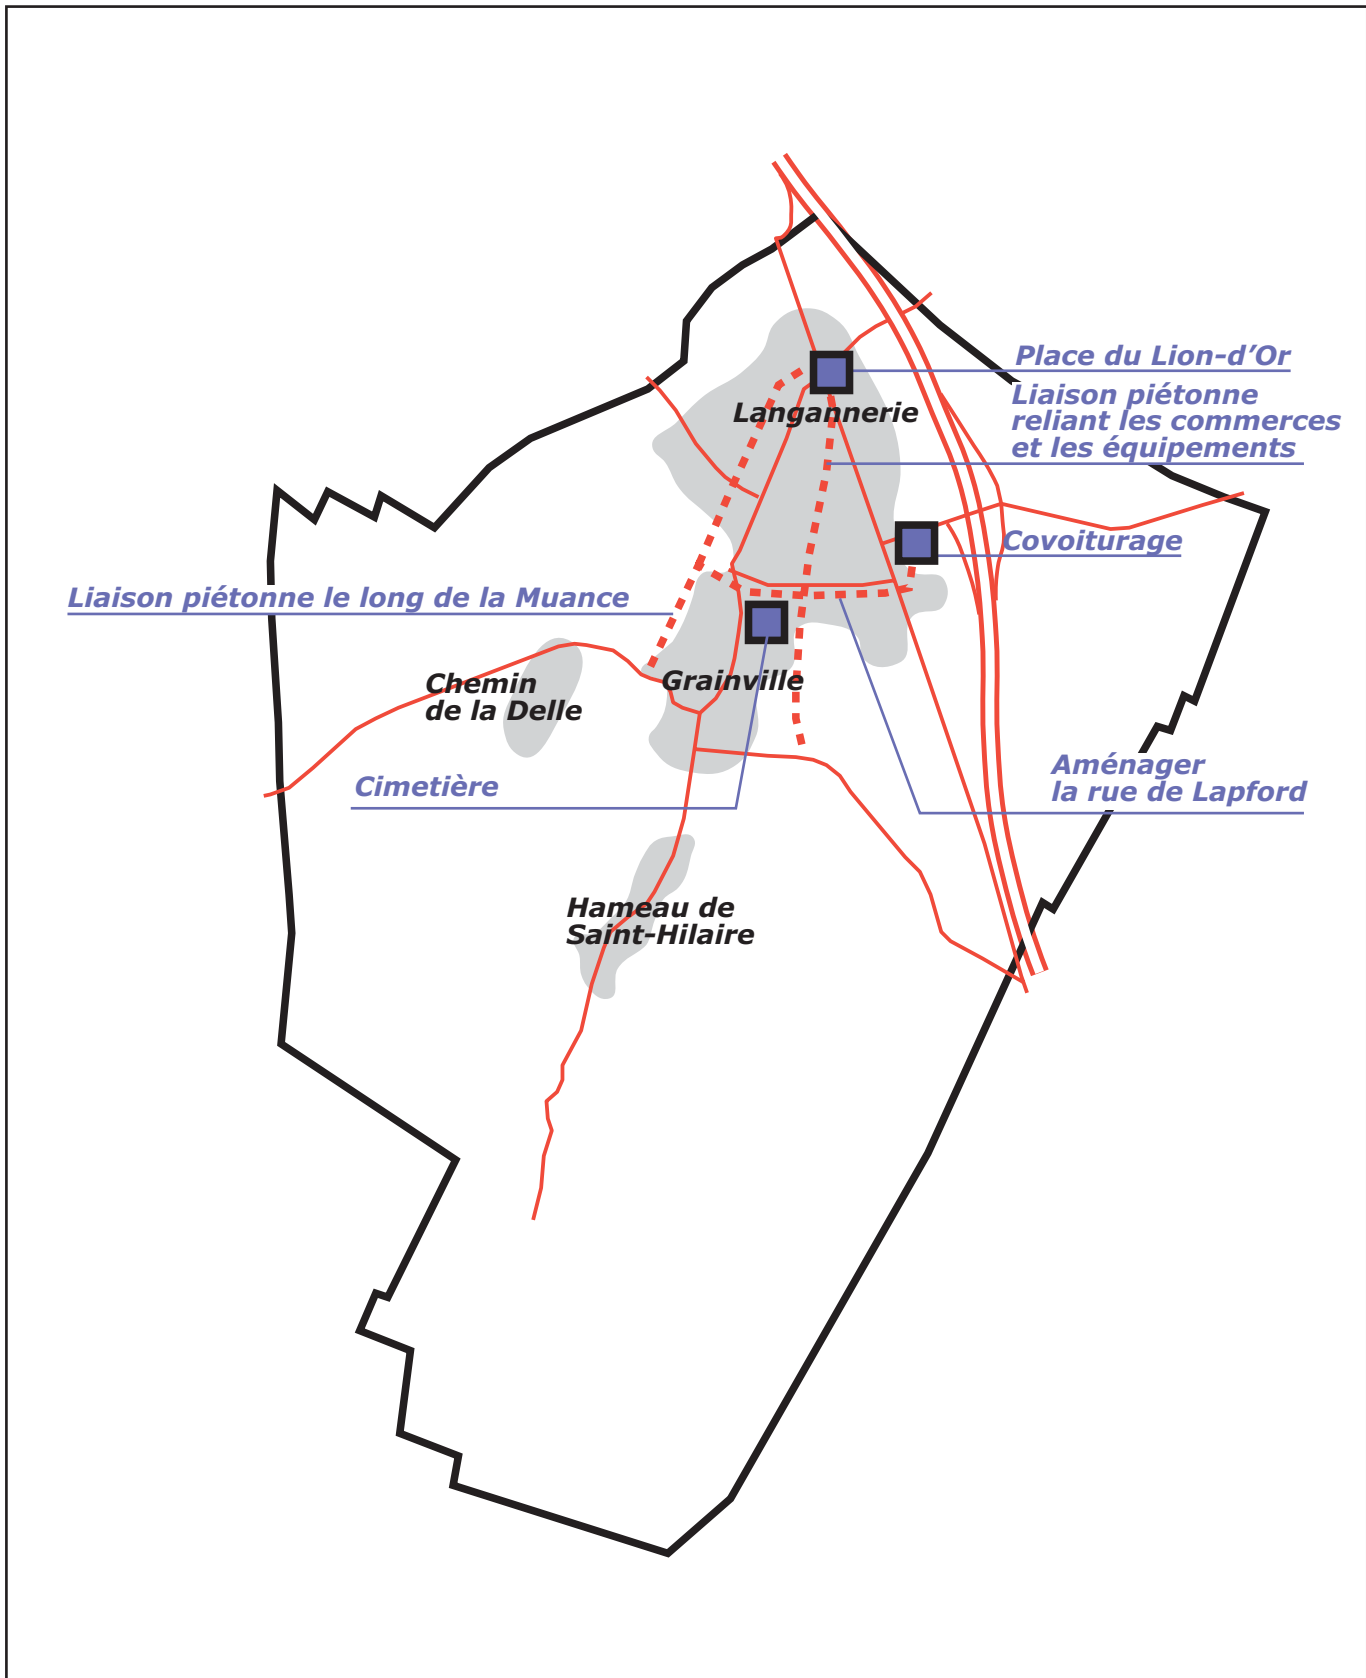 Place du Lion-d’Or
Liaison piétonne
reliant les commerces
et les équipements
Langannerie
Covoiturage
Liaison piétonne le long de la Muance
Chemin
de la Delle
Grainville
Cimetière
Aménager
la rue de Lapford
Hameau de
Saint-Hilaire